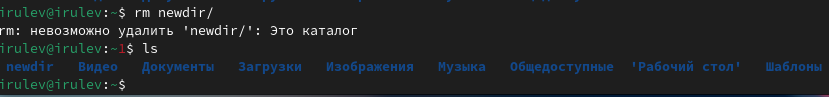 irulev@irulev:~$ rm newdir/
rm: невозможно удалить 'newdir/': Это каталог
irulev@irulev:~1$ ls
newdir Видео Документы Загрузки Изображения Музыка Общедоступные 'Рабочий стол' Шаблоны
irulev@irulev:~$